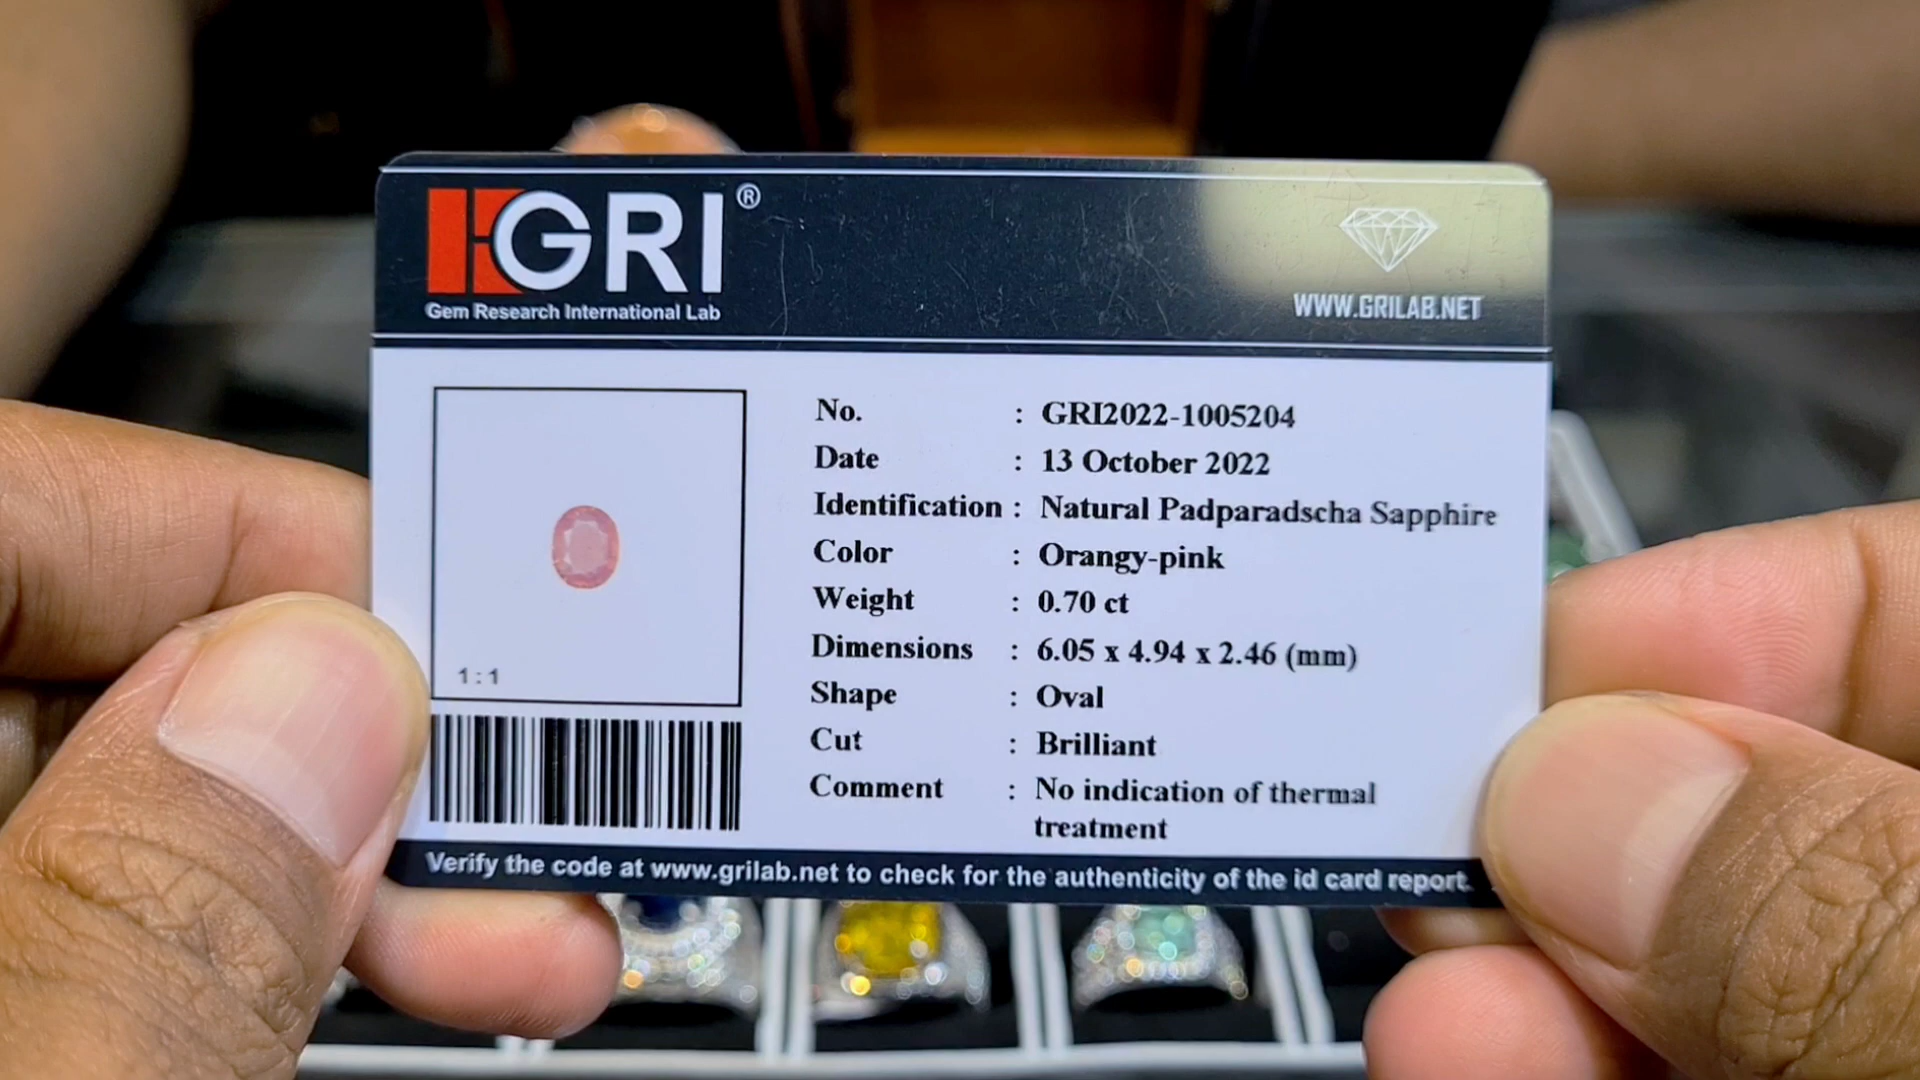 GRI®
Gem Research International Lab
WWW.GRILAB.NET
1:1
No. : GRI2022-1005204
Date : 13 October 2022
Identification : Natural Padparadscha Sapphire
Color : Orangy-pink
Weight : 0.70 ct
Dimensions : 6.05 x 4.94 x 2.46 (mm)
Shape : Oval
Cut : Brilliant
Comment : No indication of thermal
treatment
Verify the code at www.grilab.net to check for the authenticity of the id card report.